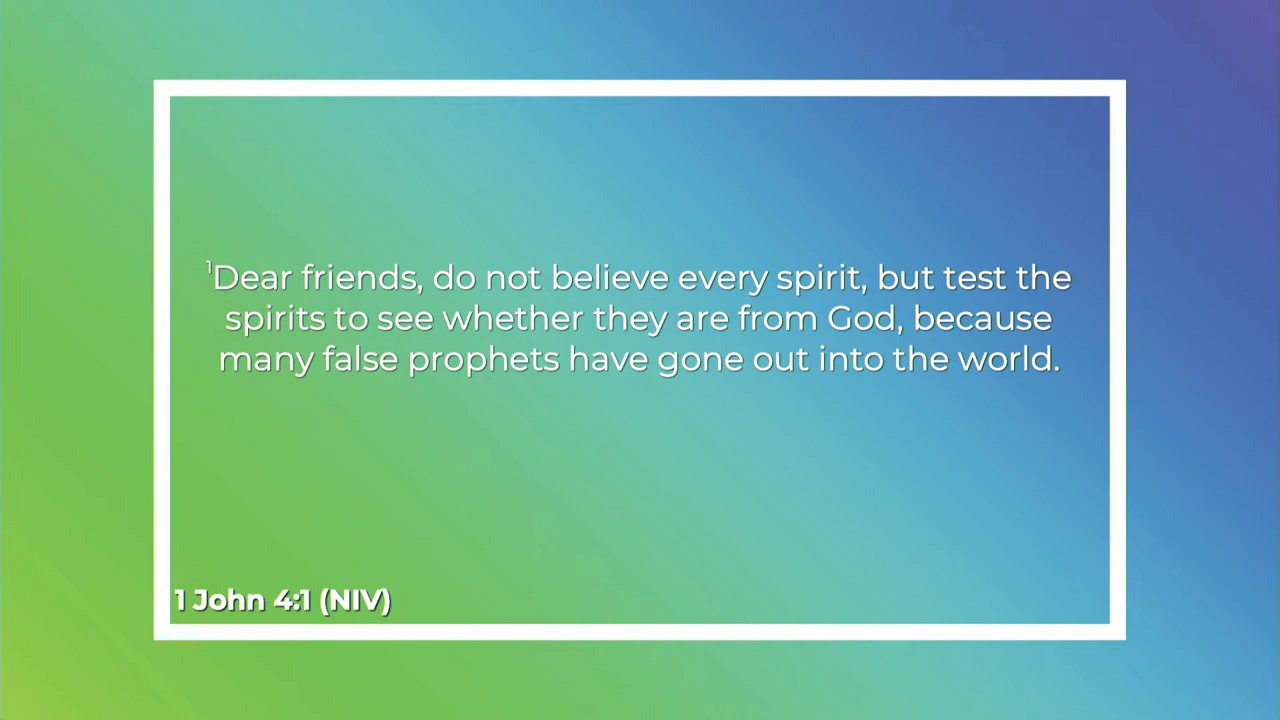 ¹Dear friends, do not believe every spirit, but test the
spirits to see whether they are from God, because
many false prophets have gone out into the world.
1 John 4:1 (NIV)